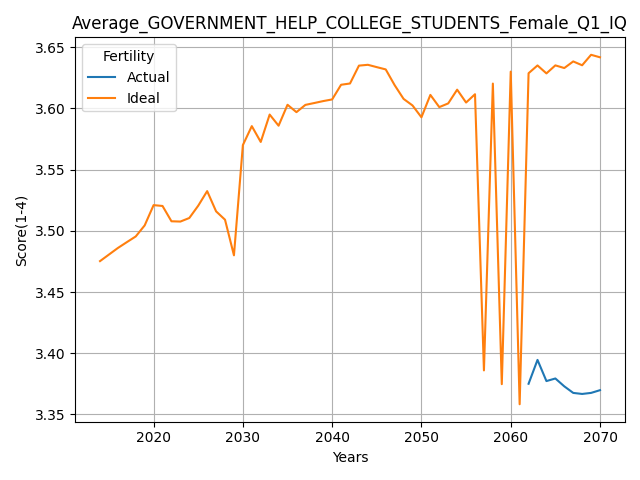 Average_GOVERNMENT_HELP_COLLEGE_STUDENTS_Female_Q1_IQ
Fertility
Actual
Ideal
Score(1-4)
3.65
3.60
3.55
3.50
3.45
3.40
3.35
2020 2030 2040 2050 2060 2070
Years